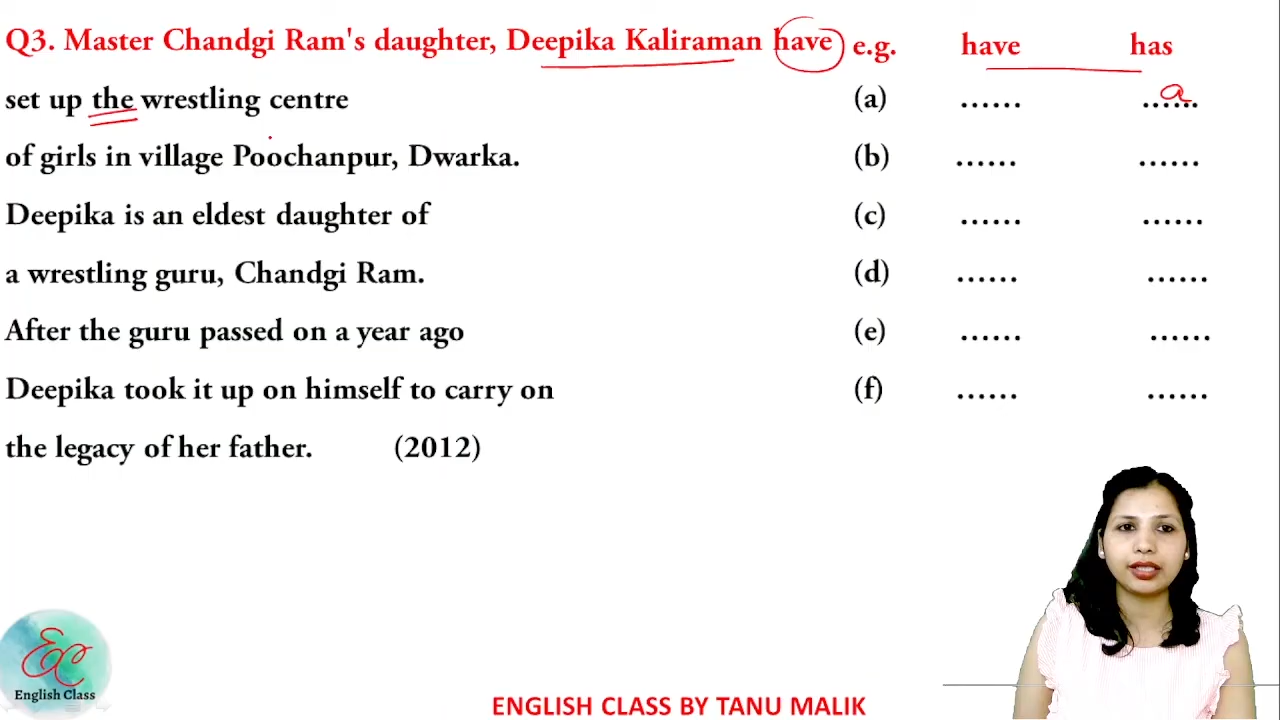 Q3. Master Chandgi Ram's daughter, Deepika Kaliraman have e.g. have has
set up the wrestling centre (a) ...... a ......
of girls in village Poochanpur, Dwarka. (b) ...... ......
Deepika is an eldest daughter of (c) ...... ......
a wrestling guru, Chandgi Ram. (d) ...... ......
After the guru passed on a year ago (e) ...... ......
Deepika took it up on himself to carry on (f) ...... ......
the legacy of her father. (2012)
EC
English Class
ENGLISH CLASS BY TANU MALIK